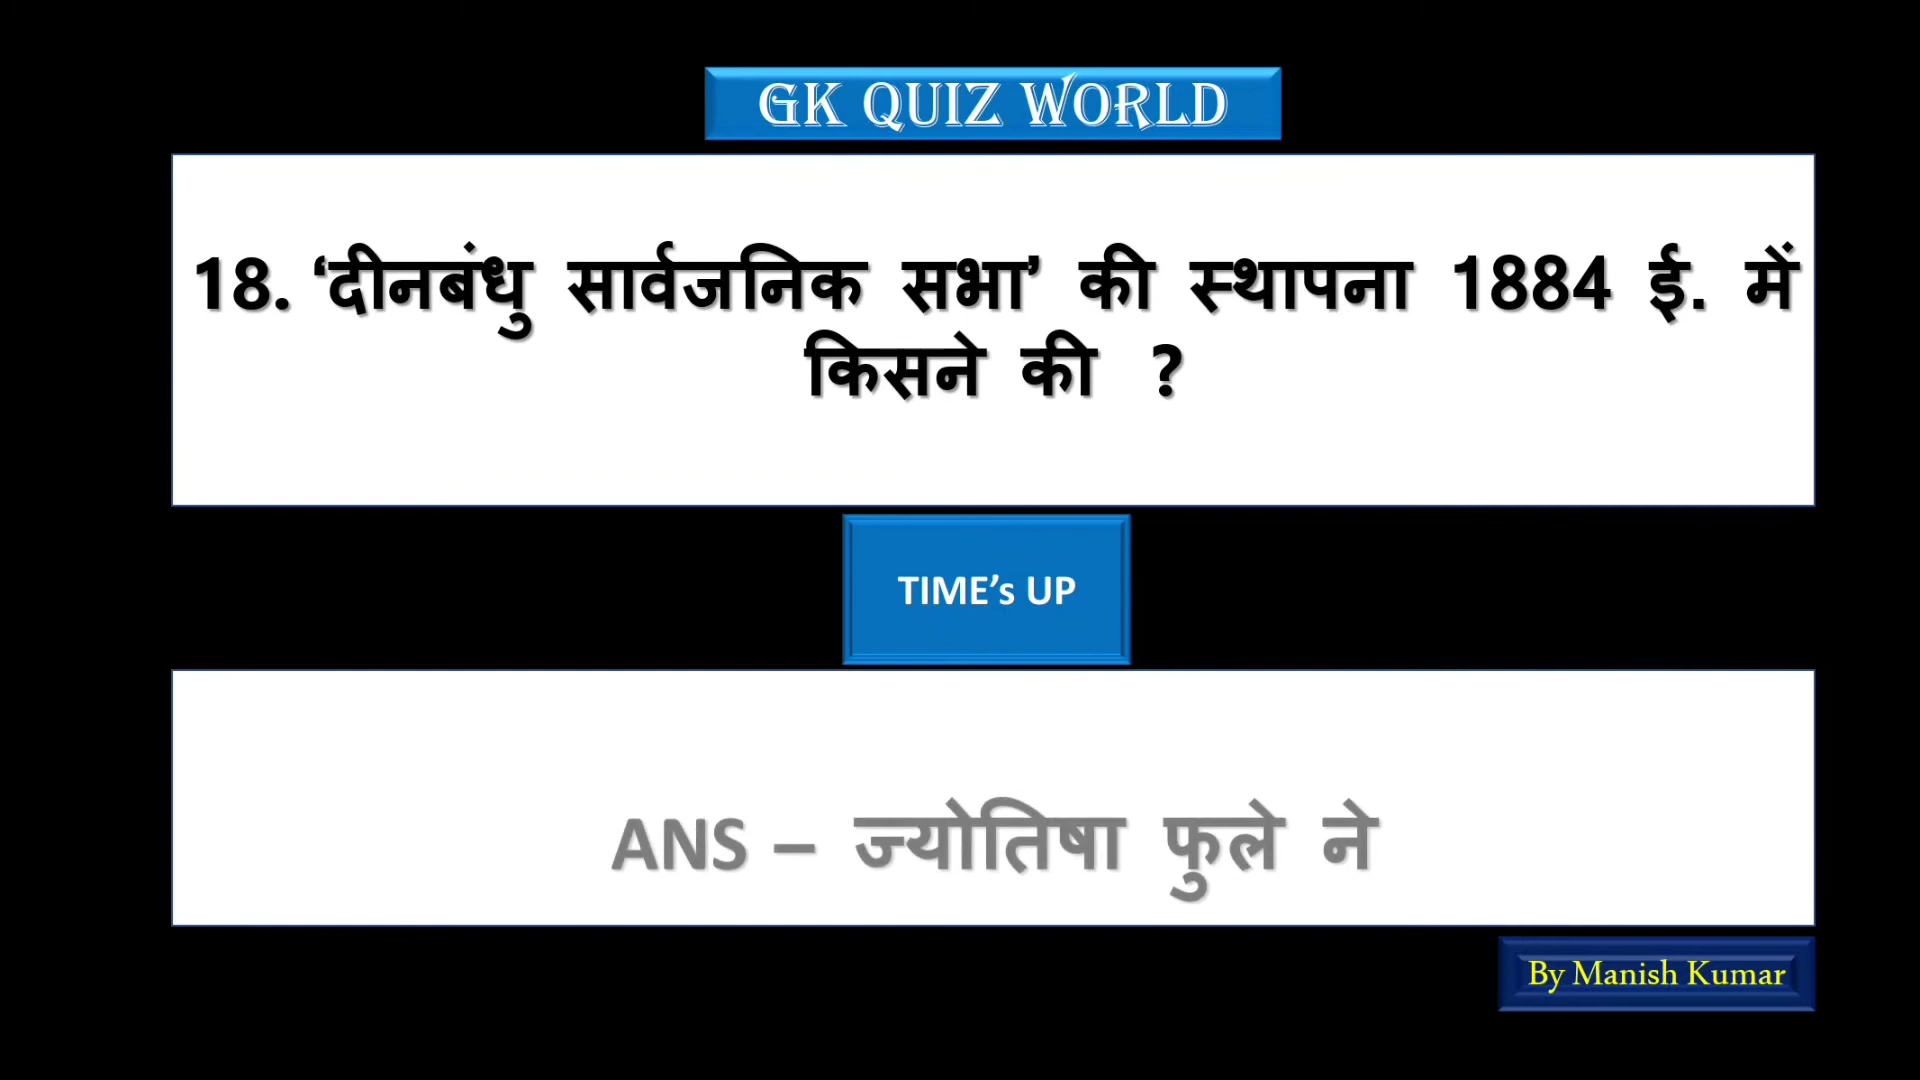 GK QUIZ WORLD
18. ‘दीनबंधु सार्वजनिक सभा’ की स्थापना 1884 ई. में
किसने की ?
TIME’s UP
ANS – ज्योतिषा फुले ने
By Manish Kumar